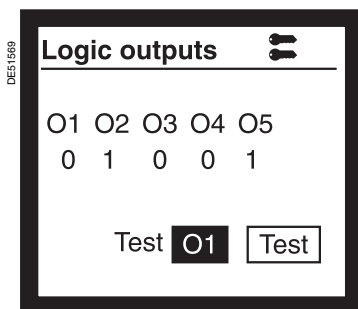 DE51569
Logic outputs
O1 O2 O3 O4 O5
0 1 0 0 1
Test O1 Test